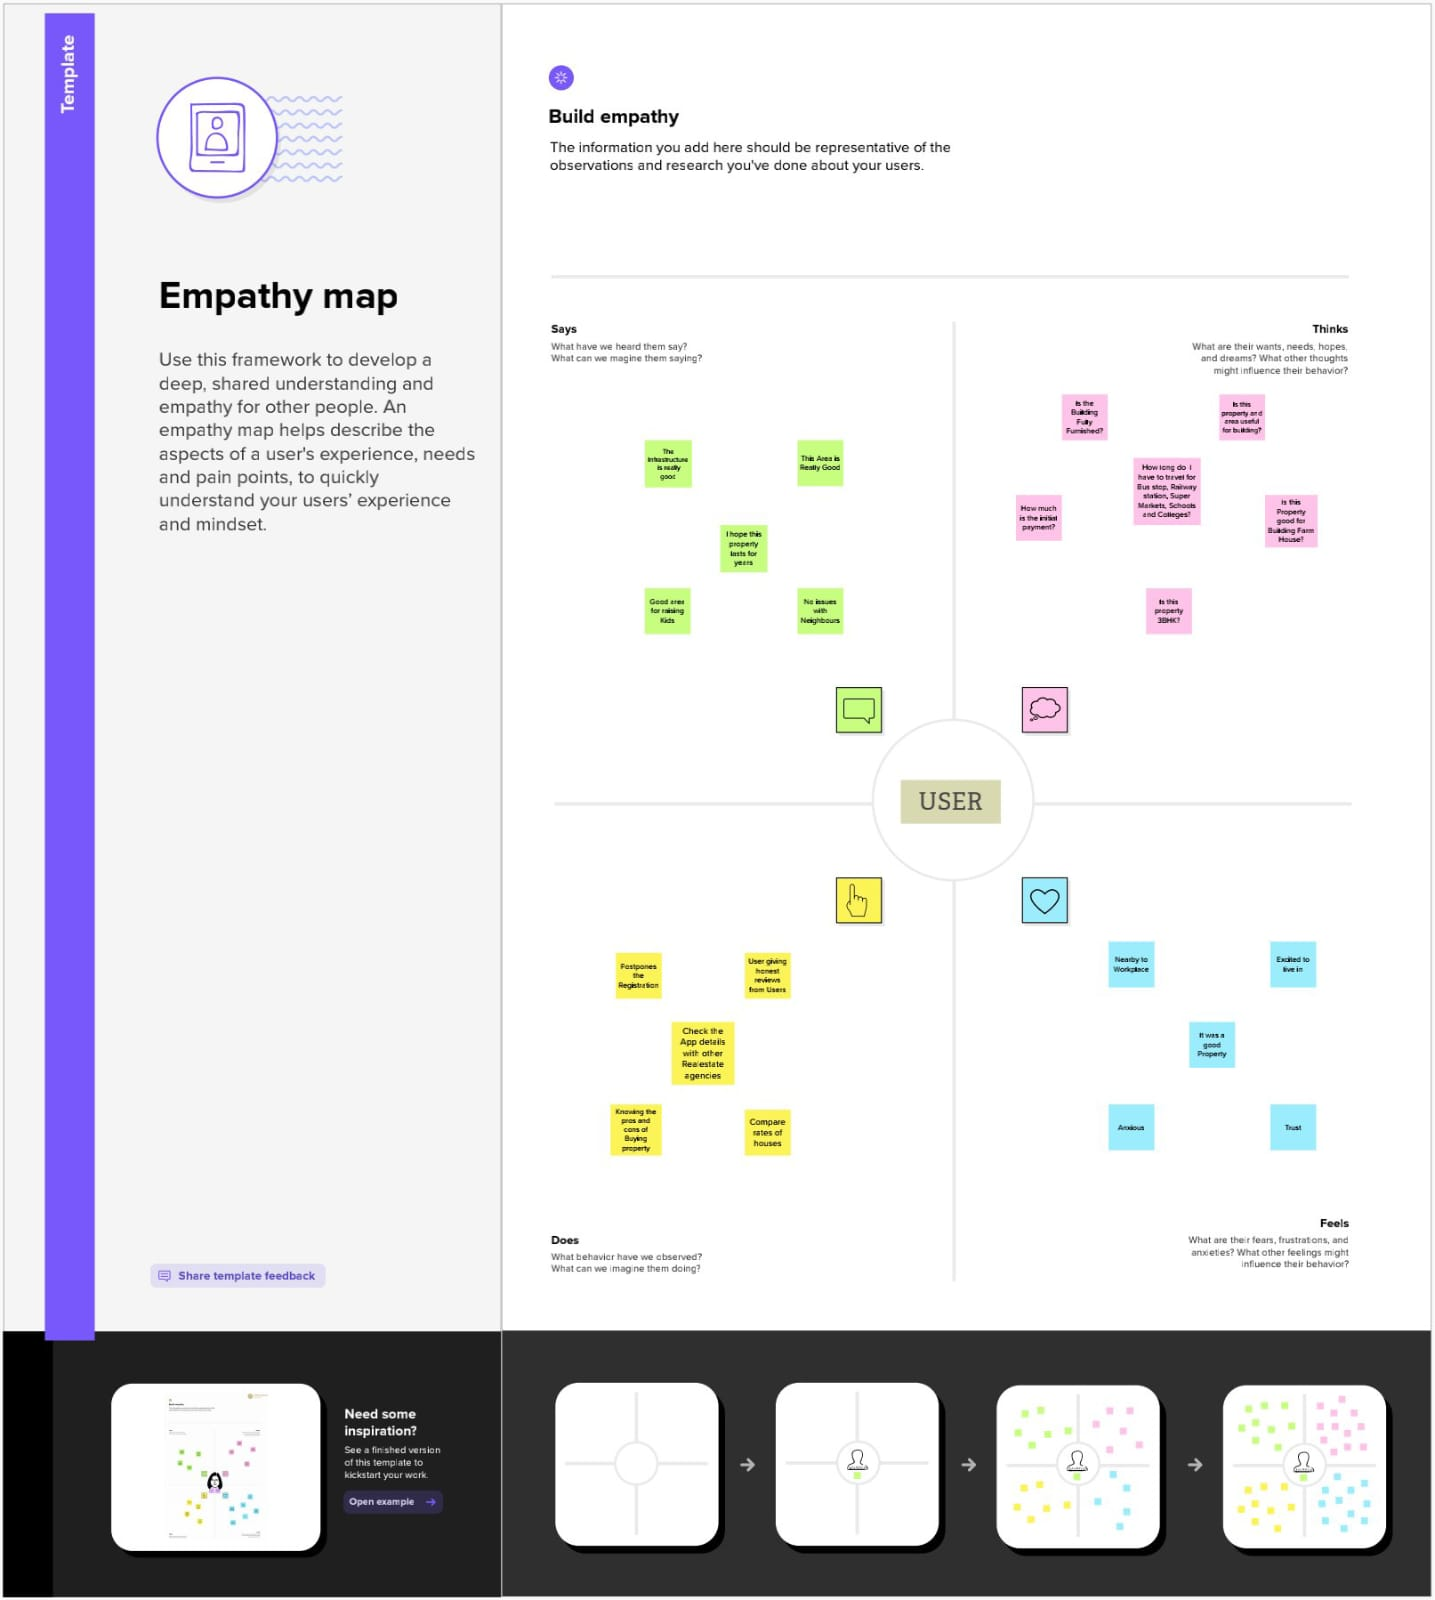 Template
Empathy map
Use this framework to develop a
deep, shared understanding and
empathy for other people. An
empathy map helps describe the
aspects of a user's experience, needs
and pain points, to quickly
understand your users’ experience
and mindset.
Share template feedback
Build empathy
The information you add here should be representative of the
observations and research you've done about your users.
Says
What have we heard them say?
What can we magine them saying?
The
Infrastructure
is really
good
This Area is
Really Good
I hope this
property
lasts for
years
Good area
for raising
Kids
No issues
with
Neighbours
Thinks
What are their wants, needs, hopes,
and dreams? What other thoughts
might influence their behavior?
Is the
Building
Fully
Furnished?
Is this
property and
area useful
for building?
How long do I
have to travel for
Bus stop, Railway
station, Super
Markets, Schools
and Colleges?
How much
is the initial
payment?
Is this
Property
good for
Building Farm
House?
Is this
property
3BHK?
USER
Postpones
the
Registration
User giving
honest
reviews
from Users
Check the
App details
with other
Realestate
agencies
Knowing the
pros and
cons of
Buying
property
Compare
rates of
houses
Does
What behavior have we observed?
What can we imagine them doing?
Nearby to
Workplace
Excited to
live in
It was a
good
Property
Anxious
Trust
Feels
What are their fears, frustrations, and
anxieties? What other feelings might
influence their behavior?
Need some
inspiration?
See a finished version
of this template to
kickstart your work.
Open example